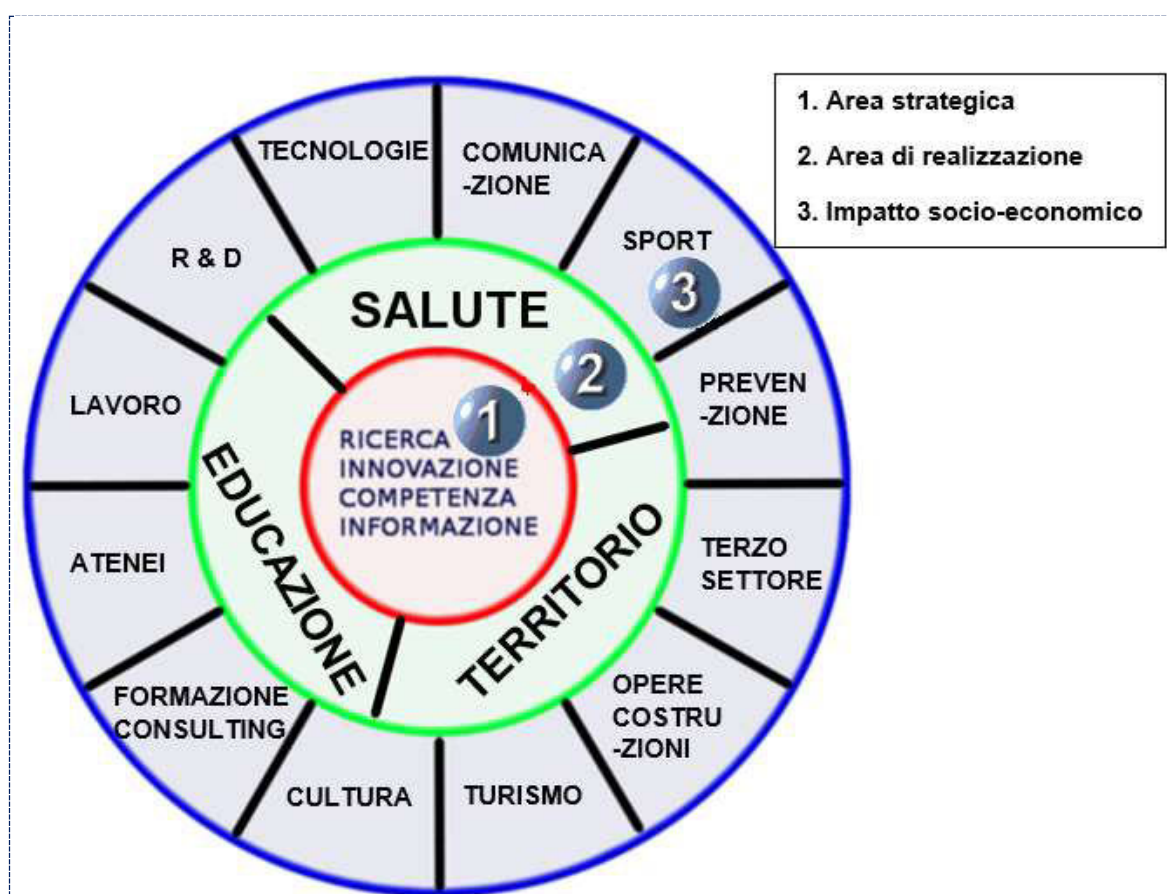 1. Area strategica
2. Area di realizzazione
3. Impatto socio-economico
TECNOLOGIE
COMUNICA
-ZIONE
SPORT
3
PREVEN
-ZIONE
TERZO
SETTORE
OPERE
COSTRU
-ZIONI
TURISMO
CULTURA
FORMAZIONE
CONSULTING
ATENEI
LAVORO
R & D
SALUTE
2
TERRITORIO
EDUCAZIONE
1
RICERCA
INNOVAZIONE
COMPETENZA
INFORMAZIONE